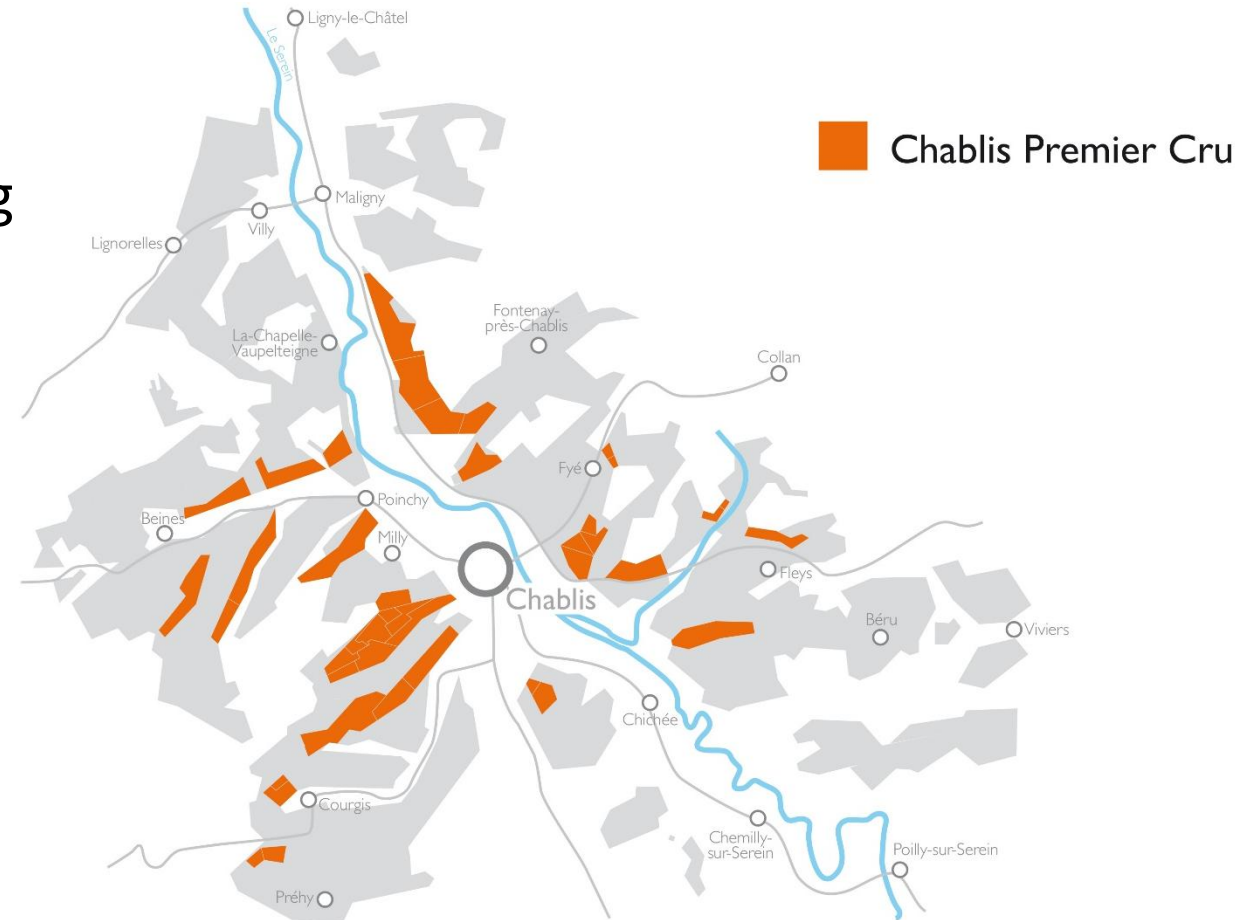 Ligny-le-Châtel
Le Serein
Chablis Premier Cru
g
Maligny
Villy
Lignorelles
Fontenay-
près-Chablis
La-Chapelle-
Vaupelteigne
Collan
Fyé
Poinchy
Beines
Milly
Fleys
Chablis
Béru
Viviers
Chichée
Courgis
Chemilly-
sur-Serein
Poilly-sur-Serein
Préhy